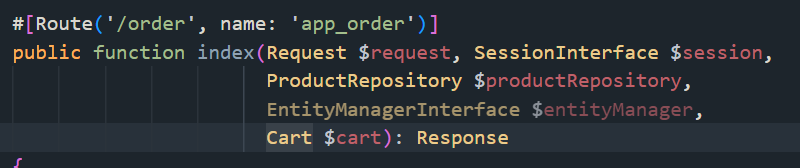 #[Route('/order', name: 'app_order')]
public function index(Request $request, SessionInterface $session,
ProductRepository $productRepository,
EntityManagerInterface $entityManager,
Cart $cart): Response
{